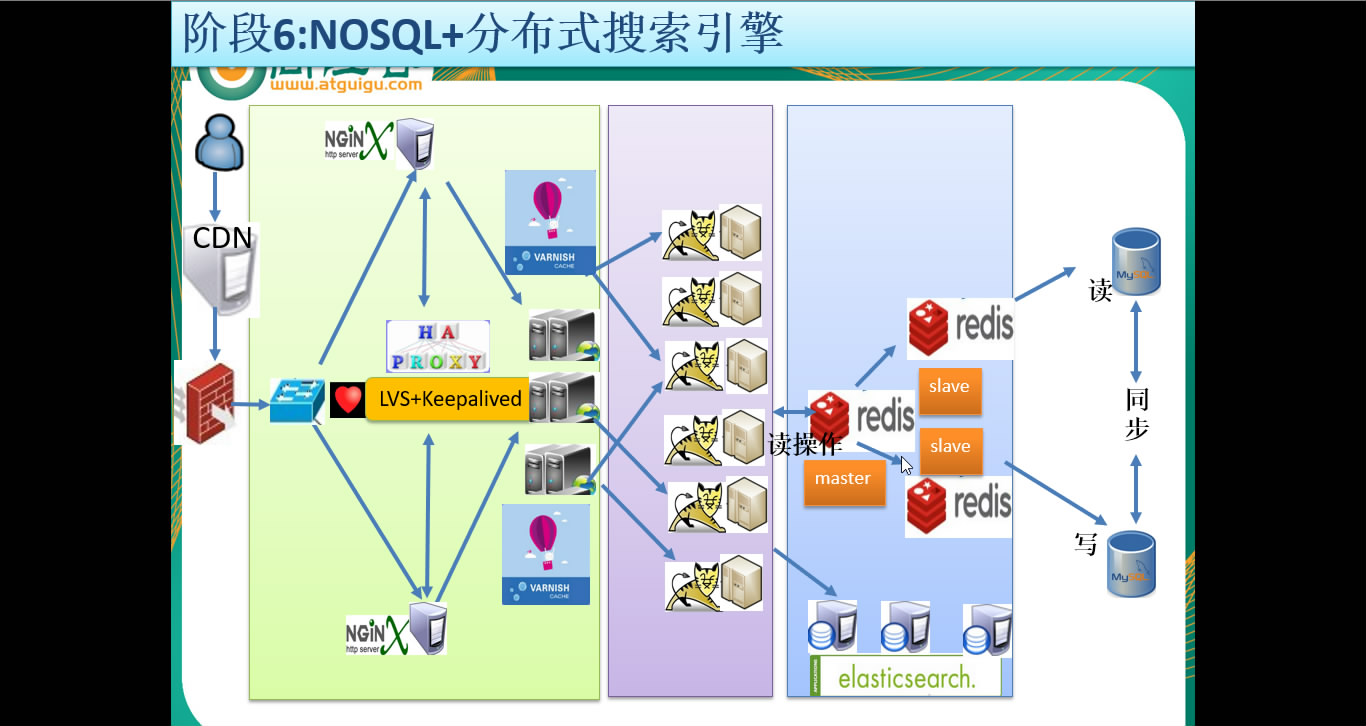 阶段6:NOSQL+分布式搜索引擎
www.atguigu.com
CDN
NGiNX
http server
VARNISH
CACHE
HA
PROXY
LVS+Keepalived
NGiNX
http server
VARNISH
CACHE
redis
slave
redis
读操作
master
slave
redis
elasticsearch.
读
MySQL
同
步
写
MySQL